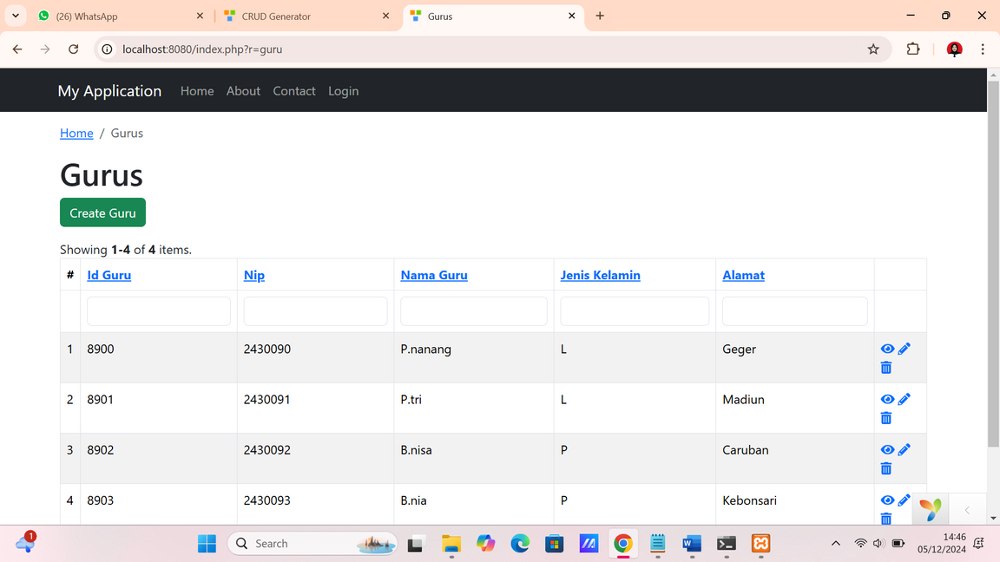 (26) WhatsApp
CRUD Generator
Gurus
localhost:8080/index.php?r=guru
My Application Home About Contact Login
Home / Gurus
Gurus
Create Guru
Showing 1-4 of 4 items.
# Id Guru Nip Nama Guru Jenis Kelamin Alamat
1 8900 2430090 P.nanang L Geger
2 8901 2430091 P.tri L Madiun
3 8902 2430092 B.nisa P Caruban
4 8903 2430093 B.nia P Kebonsari
1
Search
14:46
05/12/2024